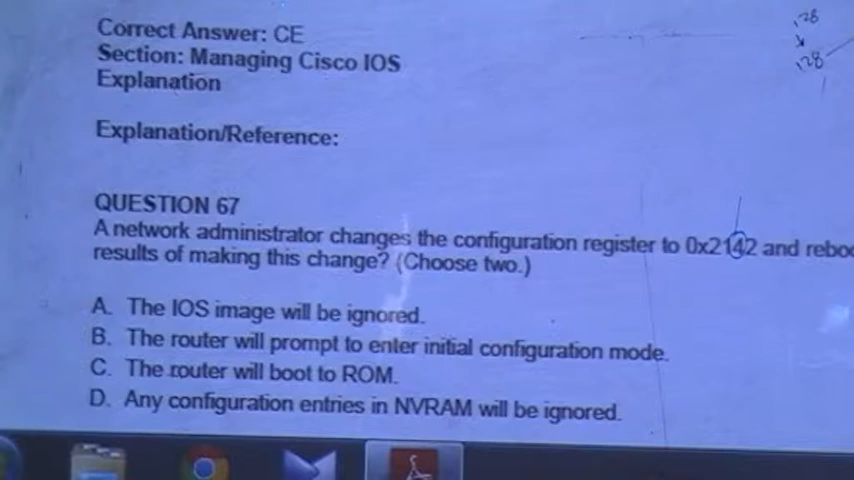 Correct Answer: CE
Section: Managing Cisco IOS
Explanation
Explanation/Reference:
QUESTION 67
A network administrator changes the configuration register to 0x2142 and reboo
results of making this change? (Choose two.)
A. The IOS image will be ignored.
B. The router will prompt to enter initial configuration mode.
C. The router will boot to ROM.
D. Any configuration entries in NVRAM will be ignored.
.128
.128